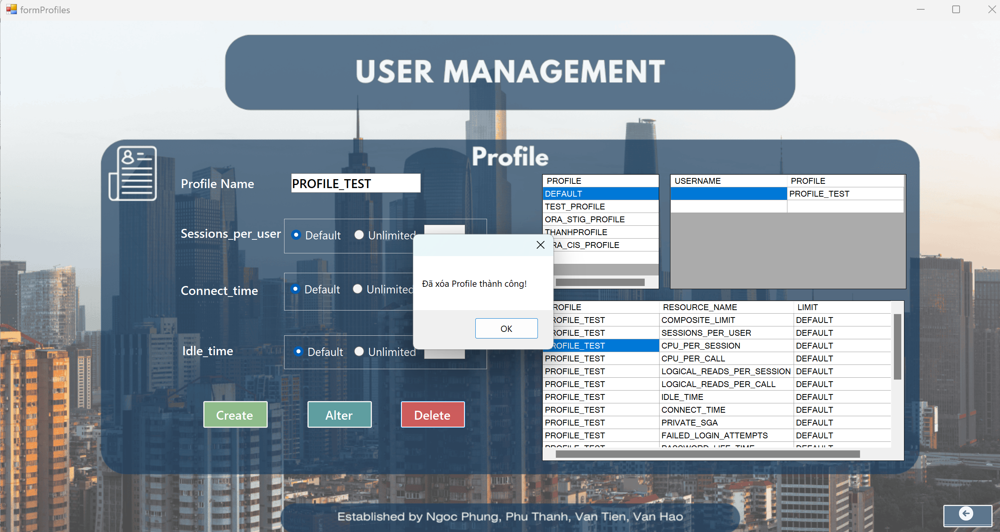 formProfiles
USER MANAGEMENT
Profile
Profile Name
PROFILE_TEST
Sessions_per_user
Default
Unlimited
Connect_time
Default
Unlimited
Idle_time
Default
Unlimited
Create
Alter
Delete
PROFILE
DEFAULT
TEST_PROFILE
ORA_STIG_PROFILE
THANHPROFILE
RA_CIS_PROFILE
USERNAME PROFILE
PROFILE_TEST
Đã xóa Profile thành công!
OK
ROFILE RESOURCE_NAME LIMIT
ROFILE_TEST COMPOSITE_LIMIT DEFAULT
ROFILE_TEST SESSIONS_PER_USER DEFAULT
ROFILE_TEST CPU_PER_SESSION DEFAULT
PROFILE_TEST CPU_PER_CALL DEFAULT
PROFILE_TEST LOGICAL_READS_PER_SESSION DEFAULT
PROFILE_TEST LOGICAL_READS_PER_CALL DEFAULT
PROFILE_TEST IDLE_TIME DEFAULT
PROFILE_TEST CONNECT_TIME DEFAULT
PROFILE_TEST PRIVATE_SGA DEFAULT
PROFILE_TEST FAILED_LOGIN_ATTEMPTS DEFAULT
PROFILE_TEST PASSWORD_LIFE_TIME DEFAULT
Established by Ngoc Phung, Phu Thanh, Van Tien, Van Hao